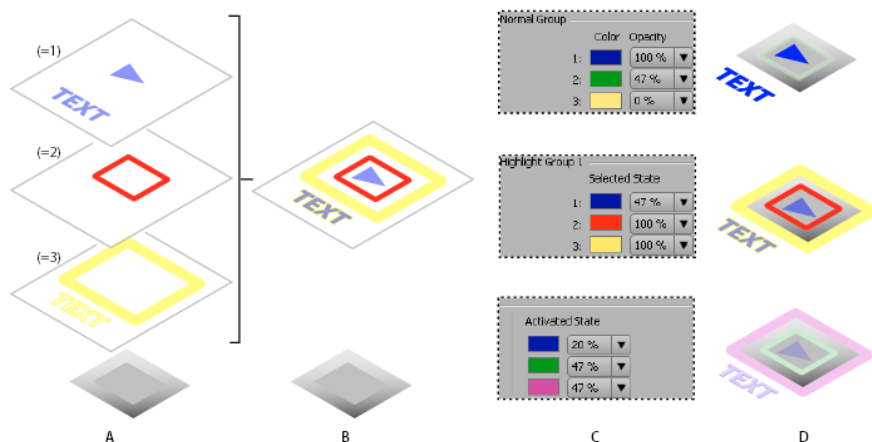 (=1)
TEXT
(=2)
(=3)
TEXT
TEXT
Normal Group
Color Opacity
1: 100 %
2: 47 %
3: 0 %
TEXT
Highlight Group 1
Selected State
1: 47 %
2: 100 %
3: 100 %
TEXT
Activated State
20 %
47 %
47 %
TEXT
A B C D